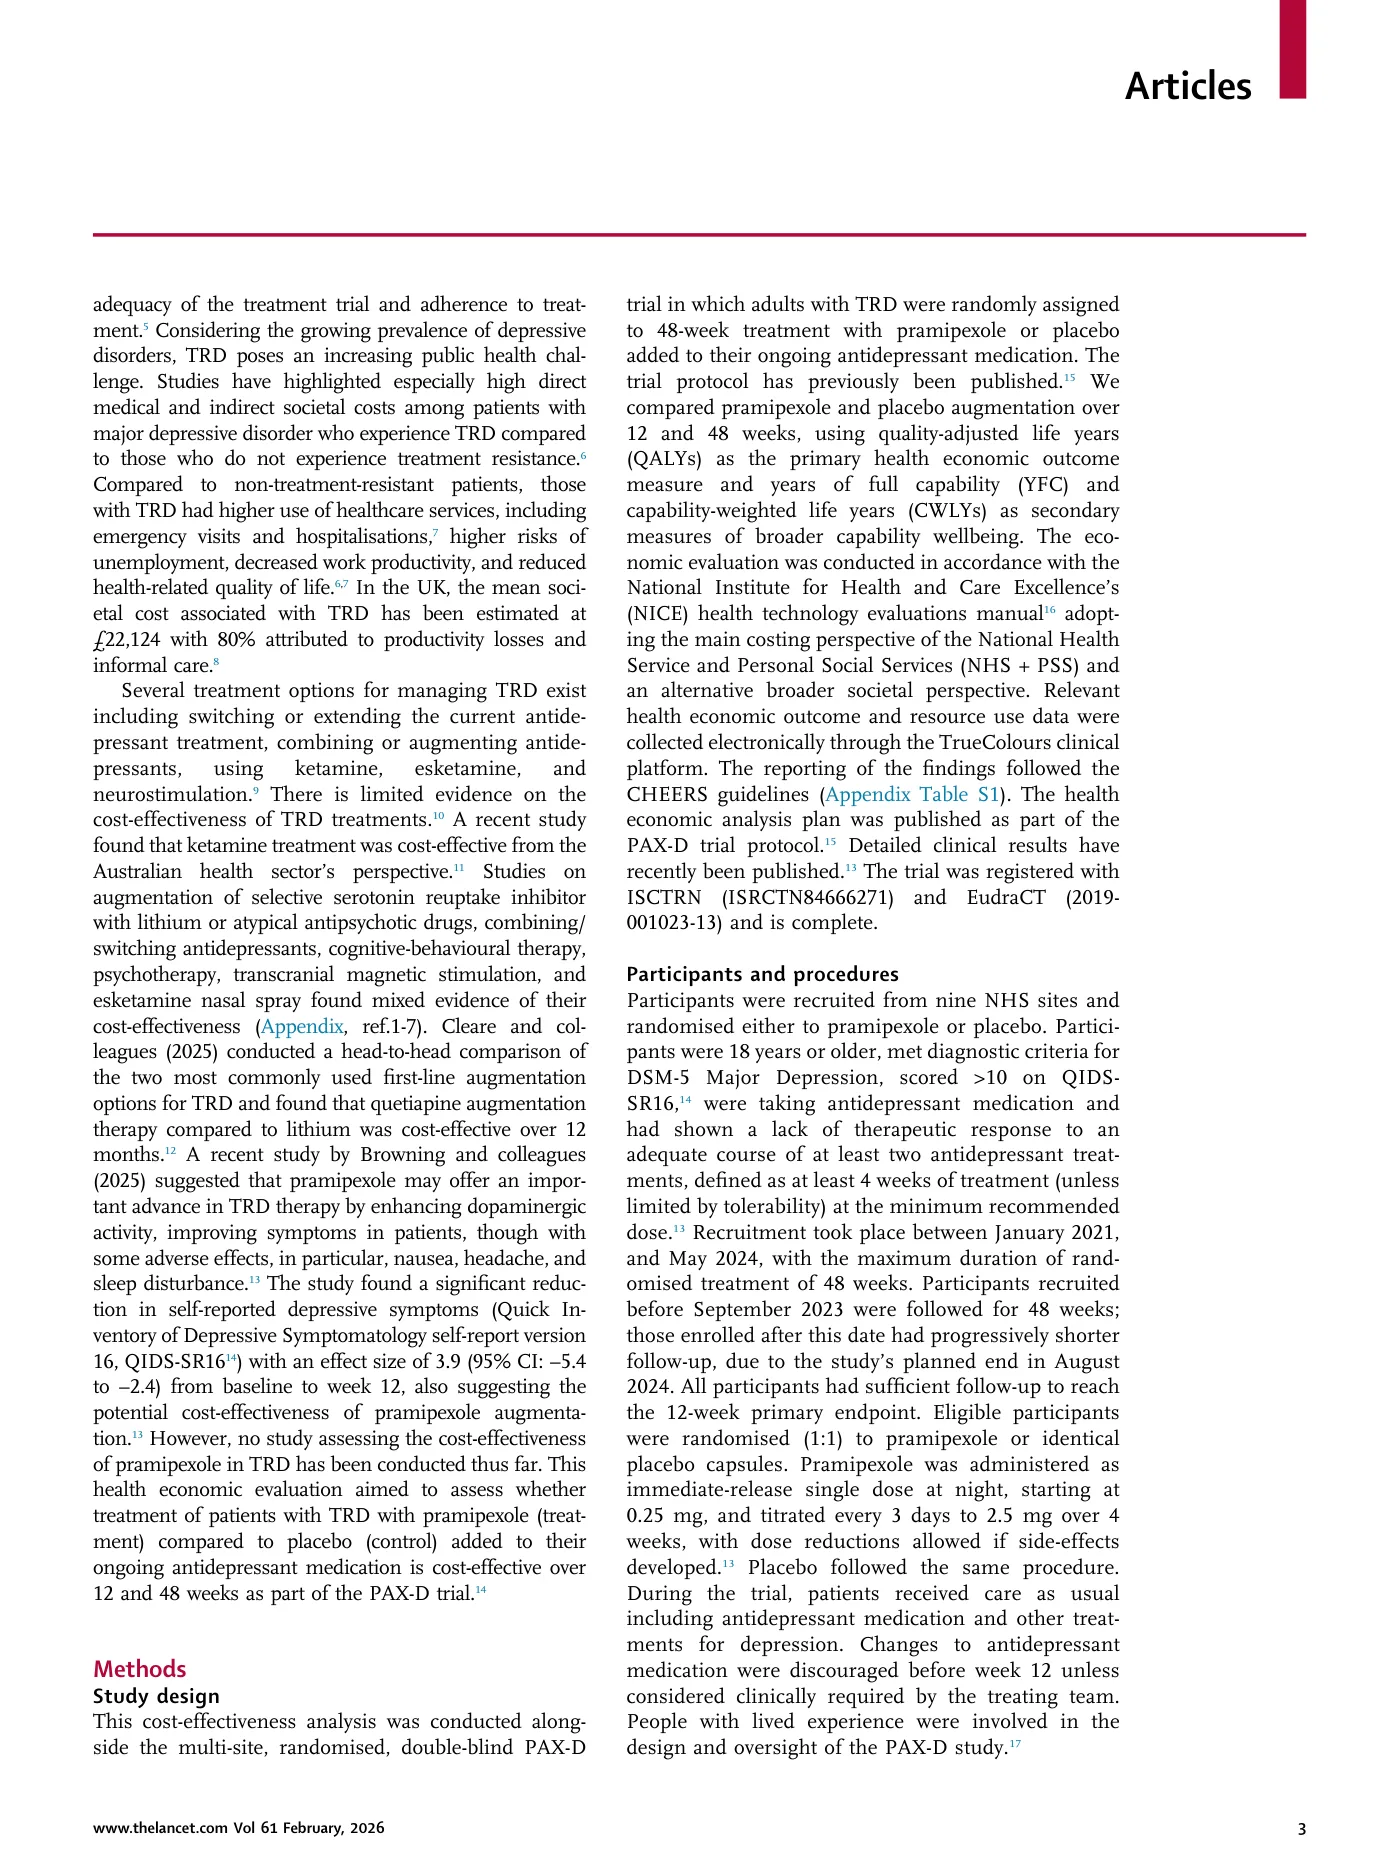 Articles
adequacy of the treatment trial and adherence to treat-
ment.5 Considering the growing prevalence of depressive
disorders, TRD poses an increasing public health chal-
lenge. Studies have highlighted especially high direct
medical and indirect societal costs among patients with
major depressive disorder who experience TRD compared
to those who do not experience treatment resistance.6
Compared to non-treatment-resistant patients, those
with TRD had higher use of healthcare services, including
emergency visits and hospitalisations,7 higher risks of
unemployment, decreased work productivity, and reduced
health-related quality of life.6,7 In the UK, the mean soci-
etal cost associated with TRD has been estimated at
£22,124 with 80% attributed to productivity losses and
informal care.8
Several treatment options for managing TRD exist
including switching or extending the current antide-
pressant treatment, combining or augmenting antide-
pressants, using ketamine, esketamine, and
neurostimulation.9 There is limited evidence on the
cost-effectiveness of TRD treatments.10 A recent study
found that ketamine treatment was cost-effective from the
Australian health sector's perspective.11 Studies on
augmentation of selective serotonin reuptake inhibitor
with lithium or atypical antipsychotic drugs, combining/
switching antidepressants, cognitive-behavioural therapy,
psychotherapy, transcranial magnetic stimulation, and
esketamine nasal spray found mixed evidence of their
cost-effectiveness (Appendix, ref.1-7). Cleare and col-
leagues (2025) conducted a head-to-head comparison of
the two most commonly used first-line augmentation
options for TRD and found that quetiapine augmentation
therapy compared to lithium was cost-effective over 12
months.12 A recent study by Browning and colleagues
(2025) suggested that pramipexole may offer an impor-
tant advance in TRD therapy by enhancing dopaminergic
activity, improving symptoms in patients, though with
some adverse effects, in particular, nausea, headache, and
sleep disturbance.13 The study found a significant reduc-
tion in self-reported depressive symptoms (Quick In-
ventory of Depressive Symptomatology self-report version
16, QIDS-SR1614) with an effect size of 3.9 (95% CI: –5.4
to –2.4) from baseline to week 12, also suggesting the
potential cost-effectiveness of pramipexole augmenta-
tion.13 However, no study assessing the cost-effectiveness
of pramipexole in TRD has been conducted thus far. This
health economic evaluation aimed to assess whether
treatment of patients with TRD with pramipexole (treat-
ment) compared to placebo (control) added to their
ongoing antidepressant medication is cost-effective over
12 and 48 weeks as part of the PAX-D trial.14
Methods
Study design
This cost-effectiveness analysis was conducted along-
side the multi-site, randomised, double-blind PAX-D
trial in which adults with TRD were randomly assigned
to 48-week treatment with pramipexole or placebo
added to their ongoing antidepressant medication. The
trial protocol has previously been published.15 We
compared pramipexole and placebo augmentation over
12 and 48 weeks, using quality-adjusted life years
(QALYs) as the primary health economic outcome
measure and years of full capability (YFC) and
capability-weighted life years (CWLYs) as secondary
measures of broader capability wellbeing. The eco-
nomic evaluation was conducted in accordance with the
National Institute for Health and Care Excellence's
(NICE) health technology evaluations manual16 adopt-
ing the main costing perspective of the National Health
Service and Personal Social Services (NHS + PSS) and
an alternative broader societal perspective. Relevant
health economic outcome and resource use data were
collected electronically through the TrueColours clinical
platform. The reporting of the findings followed the
CHEERS guidelines (Appendix Table S1). The health
economic analysis plan was published as part of the
PAX-D trial protocol.15 Detailed clinical results have
recently been published.13 The trial was registered with
ISCTRN (ISRCTN84666271) and EudraCT (2019-
001023-13) and is complete.
Participants and procedures
Participants were recruited from nine NHS sites and
randomised either to pramipexole or placebo. Partici-
pants were 18 years or older, met diagnostic criteria for
DSM-5 Major Depression, scored >10 on QIDS-
SR16,14 were taking antidepressant medication and
had shown a lack of therapeutic response to an
adequate course of at least two antidepressant treat-
ments, defined as at least 4 weeks of treatment (unless
limited by tolerability) at the minimum recommended
dose.13 Recruitment took place between January 2021,
and May 2024, with the maximum duration of rand-
omised treatment of 48 weeks. Participants recruited
before September 2023 were followed for 48 weeks;
those enrolled after this date had progressively shorter
follow-up, due to the study's planned end in August
2024. All participants had sufficient follow-up to reach
the 12-week primary endpoint. Eligible participants
were randomised (1:1) to pramipexole or identical
placebo capsules. Pramipexole was administered as
immediate-release single dose at night, starting at
0.25 mg, and titrated every 3 days to 2.5 mg over 4
weeks, with dose reductions allowed if side-effects
developed.13 Placebo followed the same procedure.
During the trial, patients received care as usual
including antidepressant medication and other treat-
ments for depression. Changes to antidepressant
medication were discouraged before week 12 unless
considered clinically required by the treating team.
People with lived experience were involved in the
design and oversight of the PAX-D study.17
www.thelancet.com Vol 61 February, 2026
3